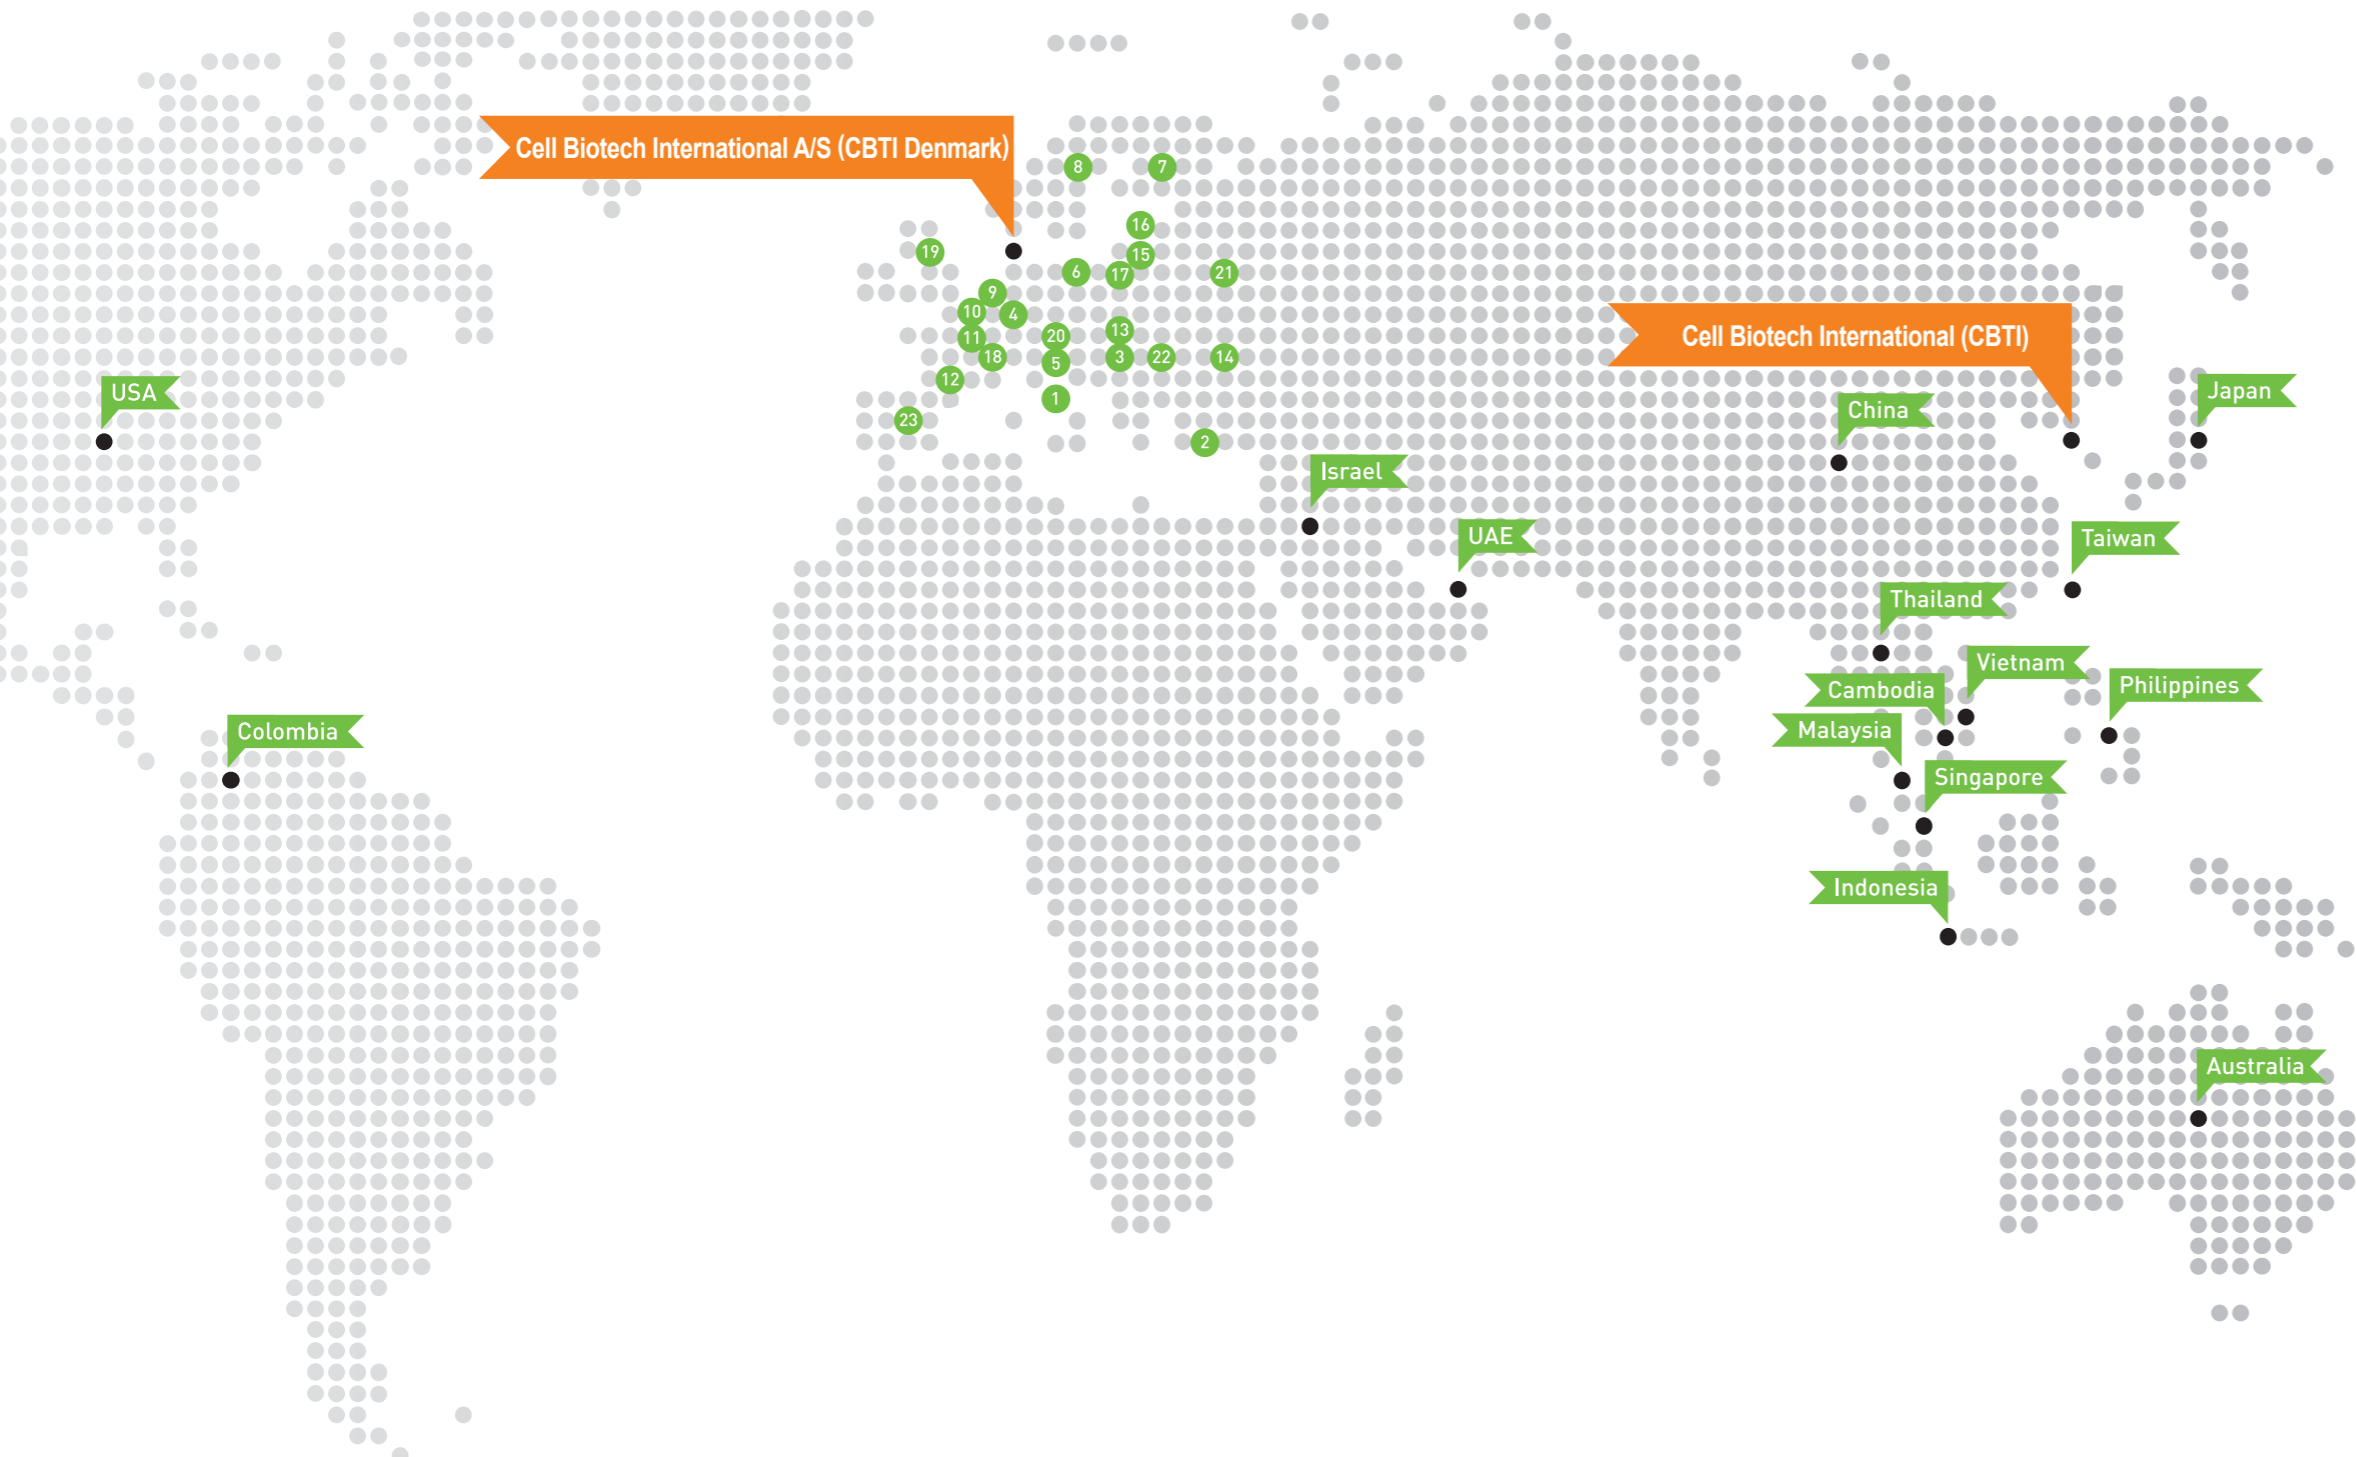 Cell Biotech International A/S (CBTI Denmark)
8
7
16
19
15
6
17
21
9
10
4
13
11
20
Cell Biotech International (CBTI)
18
5
3
22
14
12
1
USA
Japan
China
23
2
Israel
UAE
Taiwan
Thailand
Vietnam
Cambodia
Philippines
Malaysia
Colombia
Singapore
Indonesia
Australia